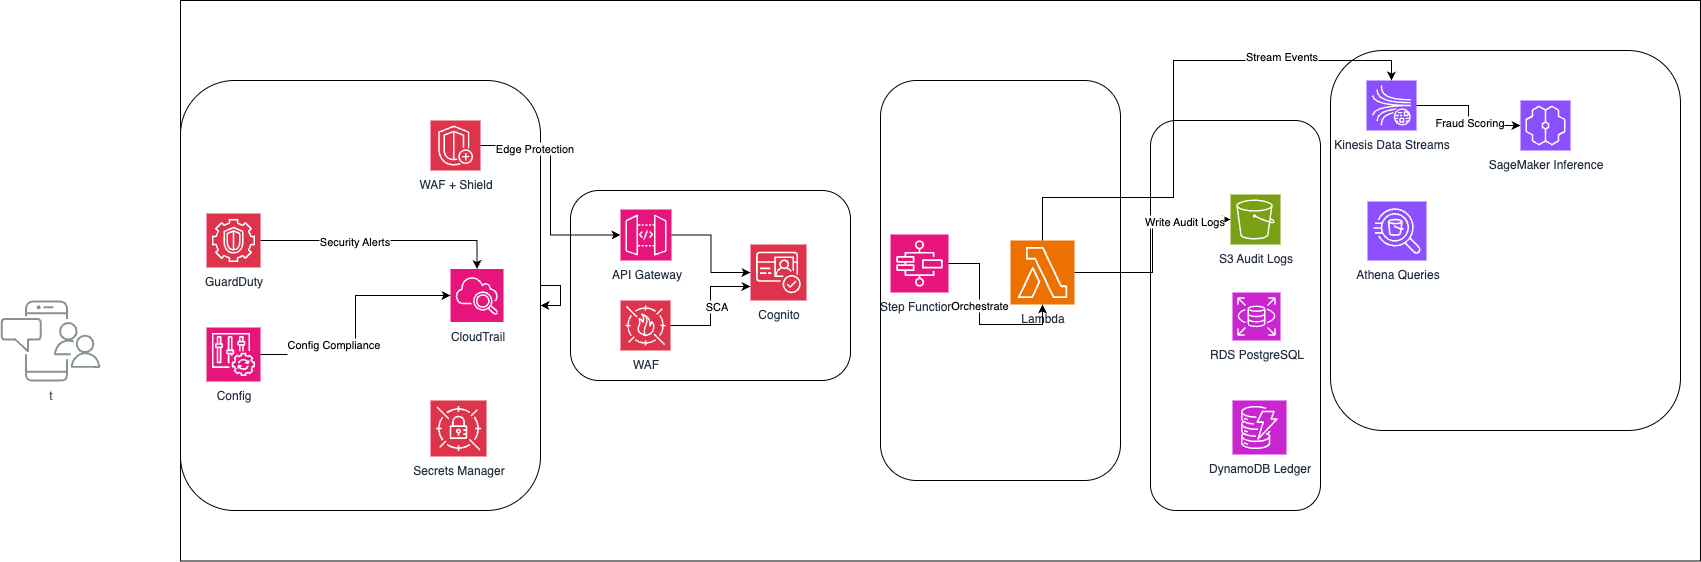 Stream Events
Kinesis Data Streams
Fraud Scoring
SageMaker Inference
Edge Protection
WAF + Shield
GuardDuty
Security Alerts
CloudTrail
Config Compliance
Config
Secrets Manager
t
API Gateway
SCA
WAF
Cognito
Step Function
Orchestrate
Lambda
Write Audit Logs
S3 Audit Logs
RDS PostgreSQL
DynamoDB Ledger
Athena Queries